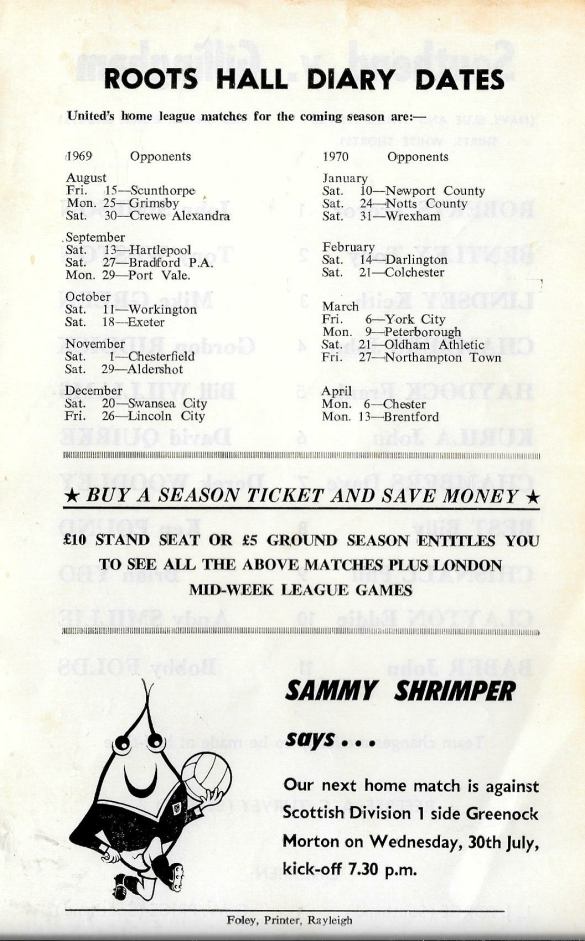 ROOTS HALL DIARY DATES
United's home league matches for the coming season are:—
1969 Opponents
August
Fri. 15—Scunthorpe
Mon. 25—Grimsby
Sat. 30—Crewe Alexandra
September
Sat. 13—Hartlepool
Sat. 27—Bradford P.A.
Mon. 29—Port Vale.
October
Sat. 11—Workington
Sat. 18—Exeter
November
Sat. 1—Chesterfield
Sat. 29—Aldershot
December
Sat. 20—Swansea City
Fri. 26—Lincoln City
1970 Opponents
January
Sat. 10—Newport County
Sat. 24—Notts County
Sat. 31—Wrexham
February
Sat. 14—Darlington
Sat. 21—Colchester
March
Fri. 6—York City
Mon. 9—Peterborough
Sat. 21—Oldham Athletic
Fri. 27—Northampton Town
April
Mon. 6—Chester
Mon. 13—Brentford
★ BUY A SEASON TICKET AND SAVE MONEY ★
£10 STAND SEAT OR £5 GROUND SEASON ENTITLES YOU
TO SEE ALL THE ABOVE MATCHES PLUS LONDON
MID-WEEK LEAGUE GAMES
SAMMY SHRIMPER
says . . .
Our next home match is against
Scottish Division 1 side Greenock
Morton on Wednesday, 30th July,
kick-off 7.30 p.m.
Foley, Printer, Rayleigh